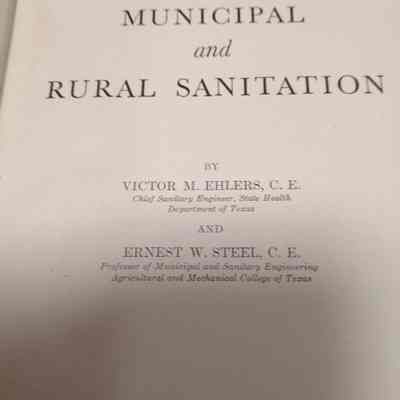 MUNICIPAL
and
RURAL SANITATION
BY
VICTOR M. EHLERS, C. E.
Chief Sanitary Engineer, State Health
Department of Texas
AND
ERNEST W. STEEL, C. E.
Professor of Municipal and Sanitary Engineering
Agricultural and Mechanical College of Texas